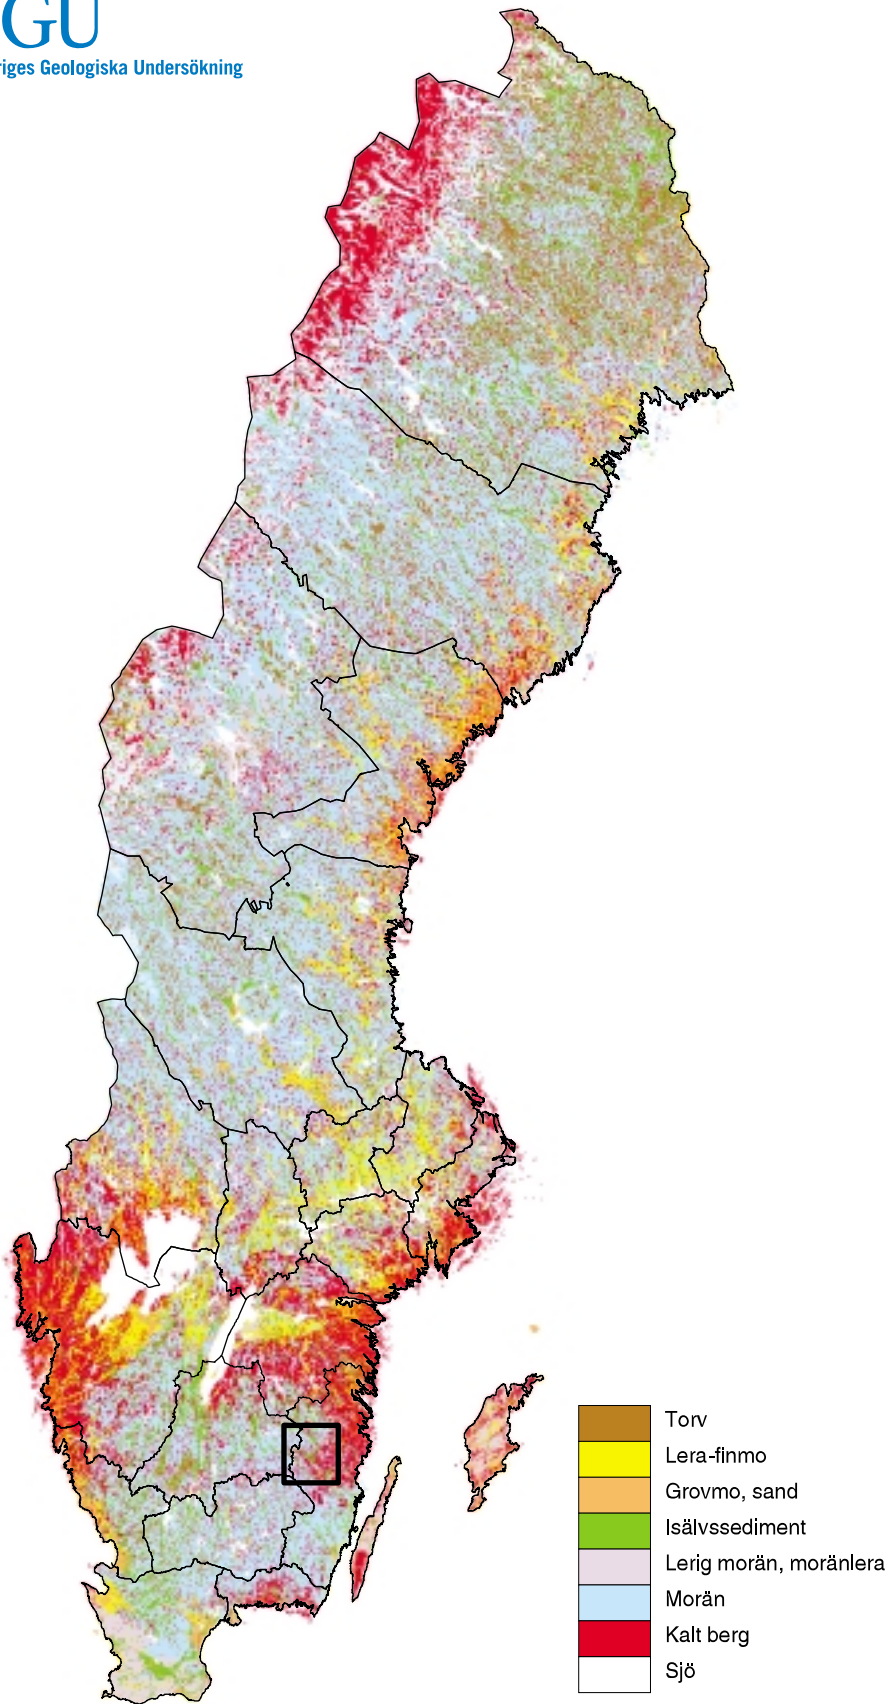 GU
riges Geologiska Undersökning
Torv
Lera-finmo
Grovmo, sand
Isälvssediment
Lerig morän, moränlera
Morän
Kalt berg
Sjö